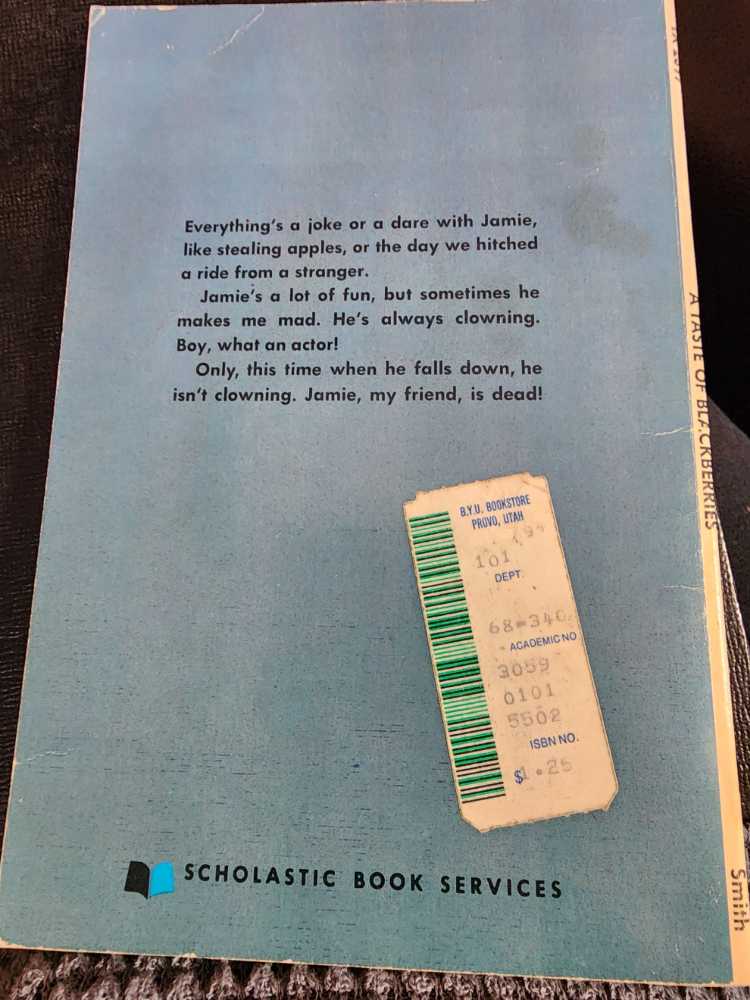 Everything's a joke or a dare with Jamie,
like stealing apples, or the day we hitched
a ride from a stranger.
Jamie's a lot of fun, but sometimes he
makes me mad. He's always clowning.
Boy, what an actor!
Only, this time when he falls down, he
isn't clowning. Jamie, my friend, is dead!
B.Y.U. BOOKSTORE
PROVO, UTAH
101
DEPT.
68-340
ACADEMIC NO
3059
0101
5502
ISBN NO.
$1.25
SCHOLASTIC BOOK SERVICES
A TASTE OF BLACKBERRIES
Smith